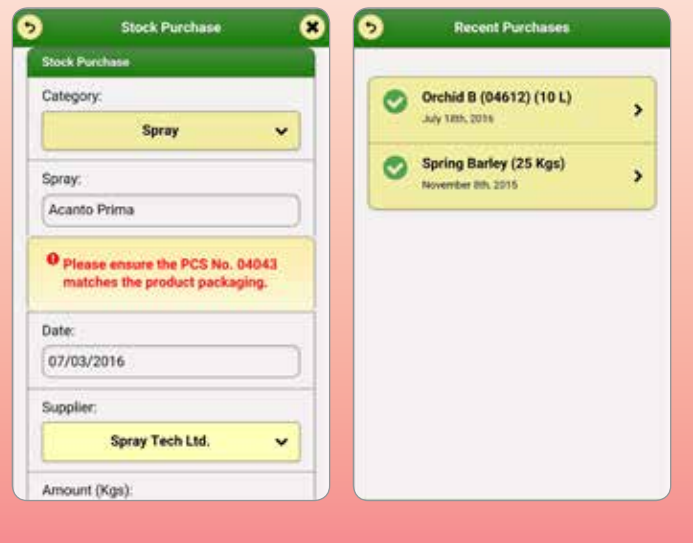 Stock Purchase
Stock Purchase
Category:
Spray
Spray:
Acanto Prima
Please ensure the PCS No. 04043
matches the product packaging.
Date:
07/03/2016
Supplier:
Spray Tech Ltd.
Amount (Kgs):
Recent Purchases
Orchid B (04612) (10 L)
July 18th, 2016
Spring Barley (25 Kgs)
November 8th, 2015